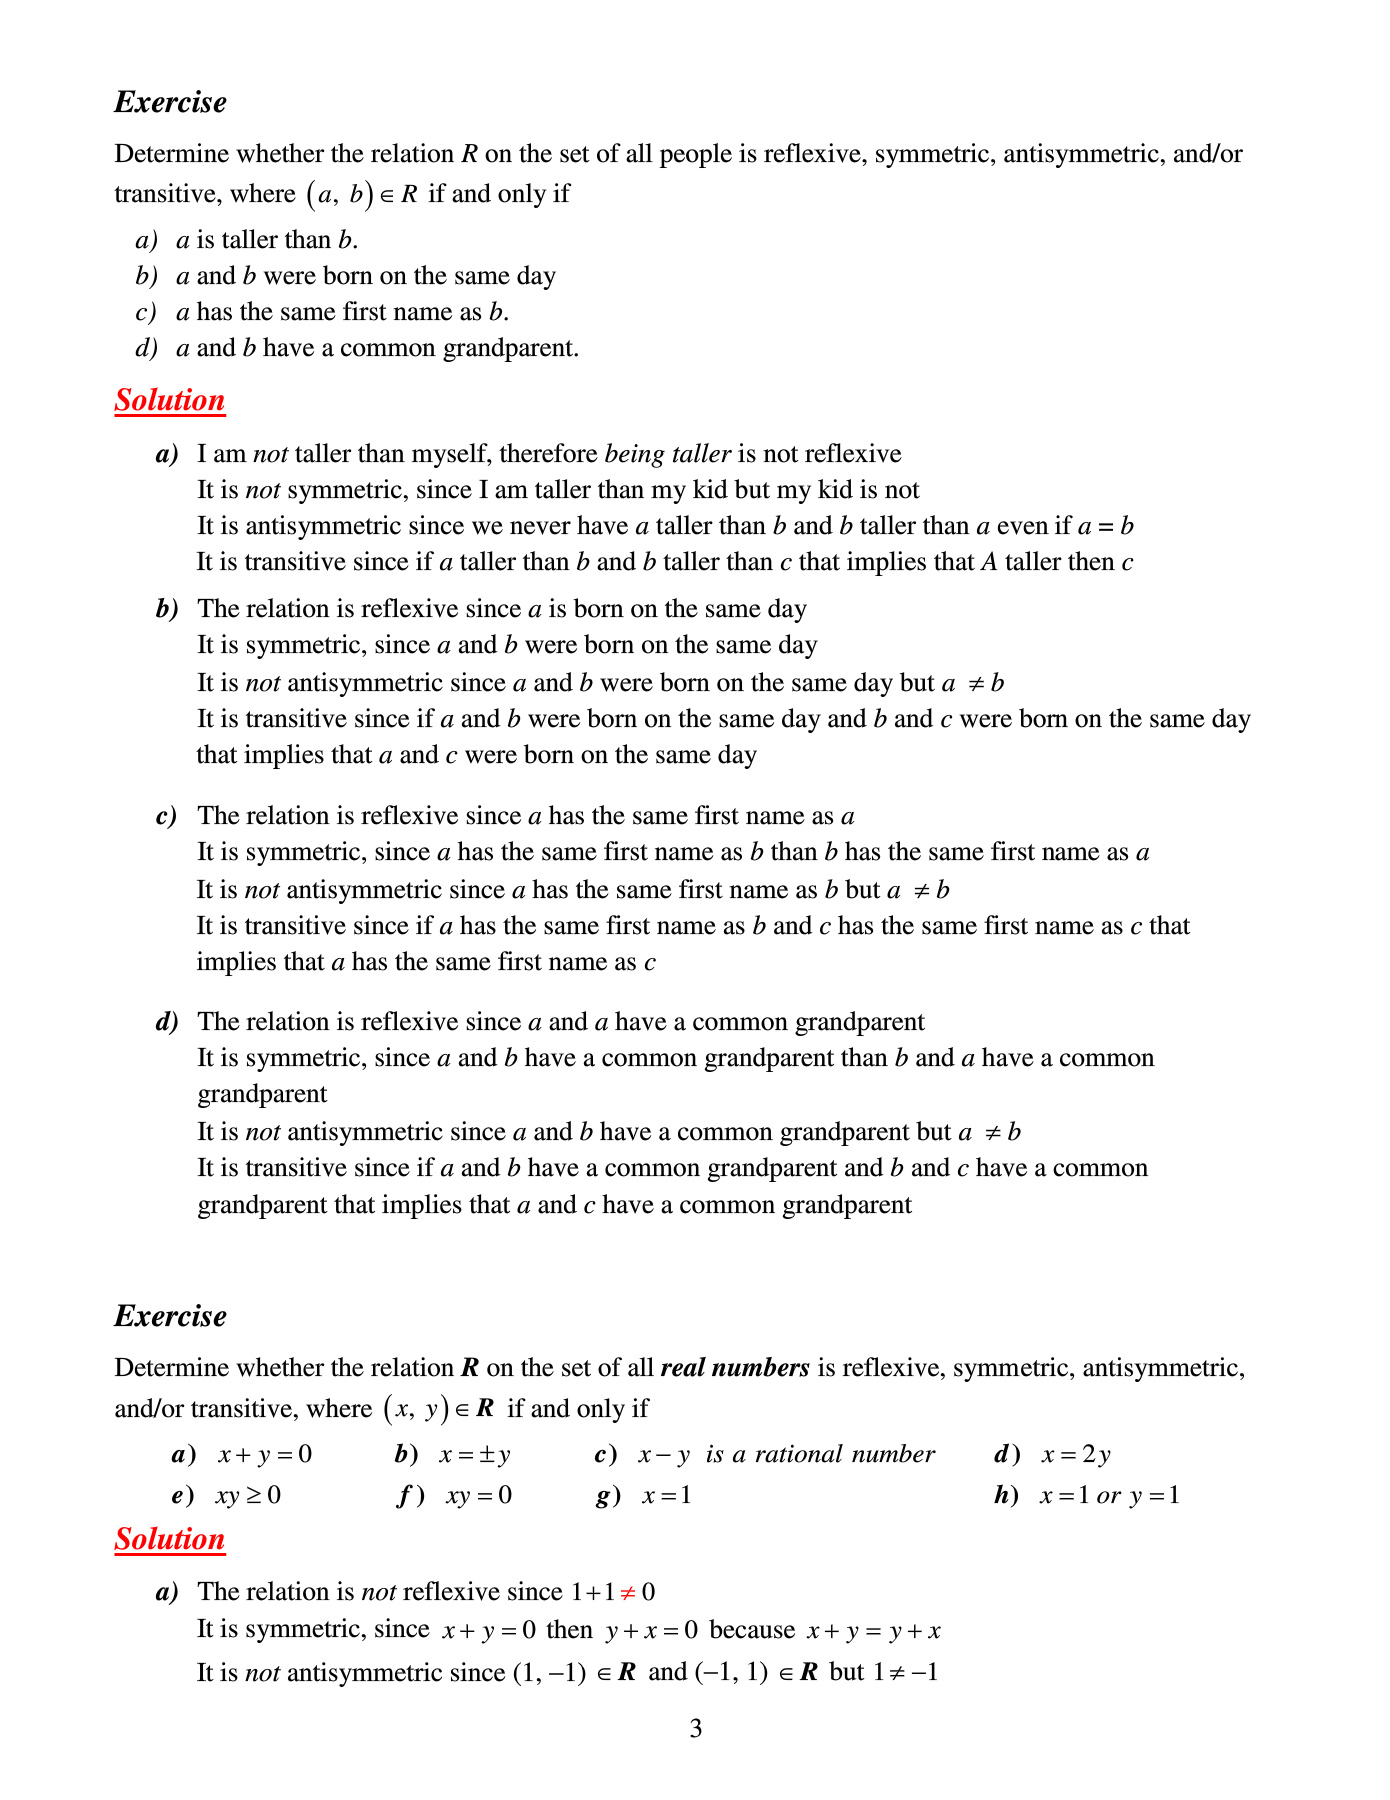 Exercise
Determine whether the relation R on the set of all people is reflexive, symmetric, antisymmetric, and/or
transitive, where (a, b) ∈ R if and only if
a) a is taller than b.
b) a and b were born on the same day
c) a has the same first name as b.
d) a and b have a common grandparent.
Solution
a) I am not taller than myself, therefore being taller is not reflexive
It is not symmetric, since I am taller than my kid but my kid is not
It is antisymmetric since we never have a taller than b and b taller than a even if a = b
It is transitive since if a taller than b and b taller than c that implies that A taller then c
b) The relation is reflexive since a is born on the same day
It is symmetric, since a and b were born on the same day
It is not antisymmetric since a and b were born on the same day but a ≠ b
It is transitive since if a and b were born on the same day and b and c were born on the same day
that implies that a and c were born on the same day
c) The relation is reflexive since a has the same first name as a
It is symmetric, since a has the same first name as b than b has the same first name as a
It is not antisymmetric since a has the same first name as b but a ≠ b
It is transitive since if a has the same first name as b and c has the same first name as c that
implies that a has the same first name as c
d) The relation is reflexive since a and a have a common grandparent
It is symmetric, since a and b have a common grandparent than b and a have a common
grandparent
It is not antisymmetric since a and b have a common grandparent but a ≠ b
It is transitive since if a and b have a common grandparent and b and c have a common
grandparent that implies that a and c have a common grandparent
Exercise
Determine whether the relation R on the set of all real numbers is reflexive, symmetric, antisymmetric,
and/or transitive, where (x, y) ∈ R if and only if
a) x + y = 0 b) x = ±y c) x − y is a rational number d) x = 2y
e) xy ≥ 0 f) xy = 0 g) x = 1 h) x = 1 or y = 1
Solution
a) The relation is not reflexive since 1+1 ≠ 0
It is symmetric, since x + y = 0 then y + x = 0 because x + y = y + x
It is not antisymmetric since (1, −1) ∈ R and (−1, 1) ∈ R but 1 ≠ −1
3